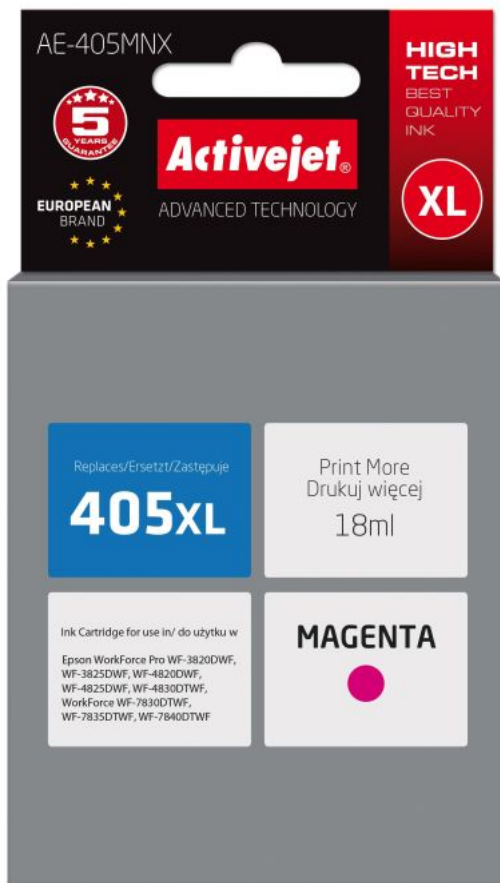 AE-405MNX
5
YEARS
GUARANTEE
EUROPEAN
BRAND
Activejet®
ADVANCED TECHNOLOGY
HIGH
TECH
BEST
QUALITY
INK
XL
Replaces/Ersetzt/Zastępuje
405XL
Print More
Drukuj więcej
18ml
Ink Cartridge for use in/ do użytku w
Epson WorkForce Pro WF-3820DWF,
WF-3825DWF, WF-4820DWF,
WF-4825DWF, WF-4830DTWF,
WorkForce WF-7830DTWF,
WF-7835DTWF, WF-7840DTWF
MAGENTA